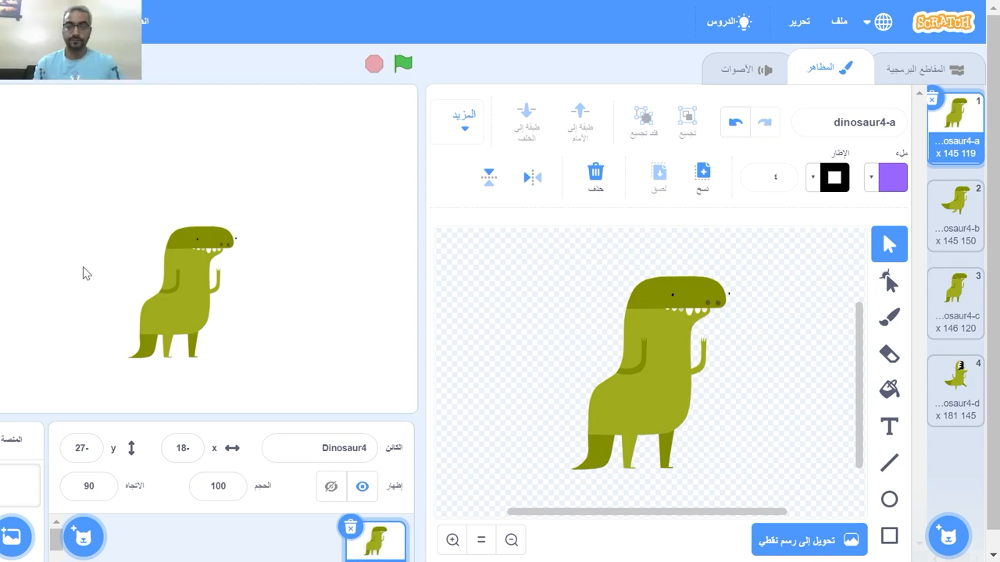 SCRATCH
ملف
تحرير
الدروس
المقاطع البرمجية
المظاهر
الأصوات
dinosaur4-a
تجميع
فك تجميع
طبقة إلى الأمام
طبقة إلى الخلف
المزيد
ملء
الإطار
نسخ
لصق
حذف
1
...osaur4-a
145 x 119
2
...osaur4-b
150 x 145
3
...osaur4-c
120 x 146
4
...osaur4-d
145 x 181
تحويل إلى رسم نقطي
الكائن
Dinosaur4
x
-18
y
-27
إظهار
الحجم
100
الاتجاه
90
المنصة